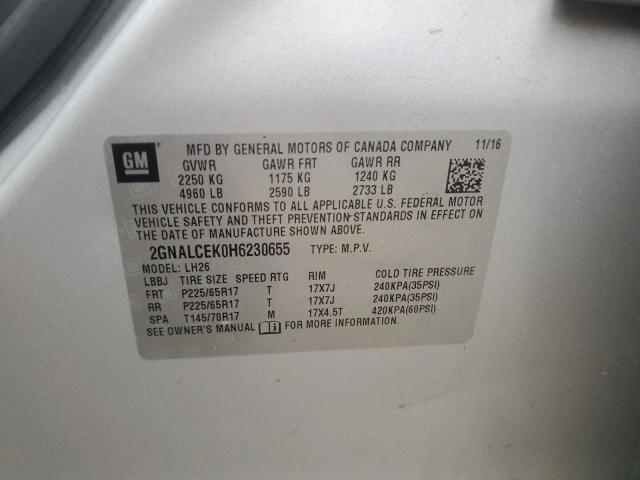 GM
MFD BY GENERAL MOTORS OF CANADA COMPANY 11/16
GVWR GAWR FRT GAWR RR
2250 KG 1175 KG 1240 KG
4960 LB 2590 LB 2733 LB
THIS VEHICLE CONFORMS TO ALL APPLICABLE U.S. FEDERAL MOTOR
VEHICLE SAFETY AND THEFT PREVENTION STANDARDS IN EFFECT ON
THE DATE OF MANUFACTURE SHOWN ABOVE.
2GNALCEK0H6230655 TYPE: M.P.V.
MODEL: LH26
LBBJ TIRE SIZE SPEED RTG RIM COLD TIRE PRESSURE
FRT P225/65R17 T 17X7J 240KPA(35PSI)
RR P225/65R17 T 17X7J 240KPA(35PSI)
SPA T145/70R17 M 17X4.5T 420KPA(60PSI)
SEE OWNER'S MANUAL FOR MORE INFORMATION.